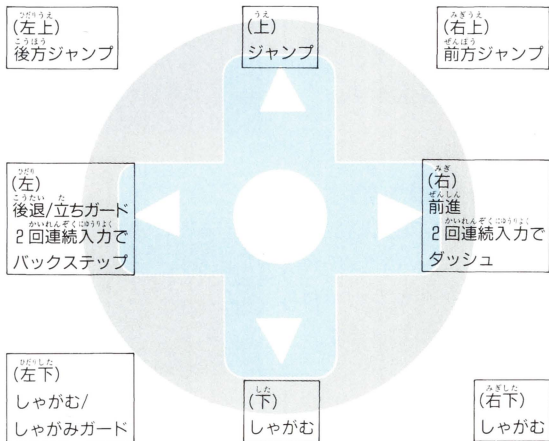 (左上)
後方ジャンプ
(上)
ジャンプ
(右上)
前方ジャンプ
(左)
後退/立ちガード
2回連続入力で
バックステップ
(右)
前進
2回連続入力で
ダッシュ
(左下)
しゃがむ/
しゃがみガード
(下)
しゃがむ
(右下)
しゃがむ